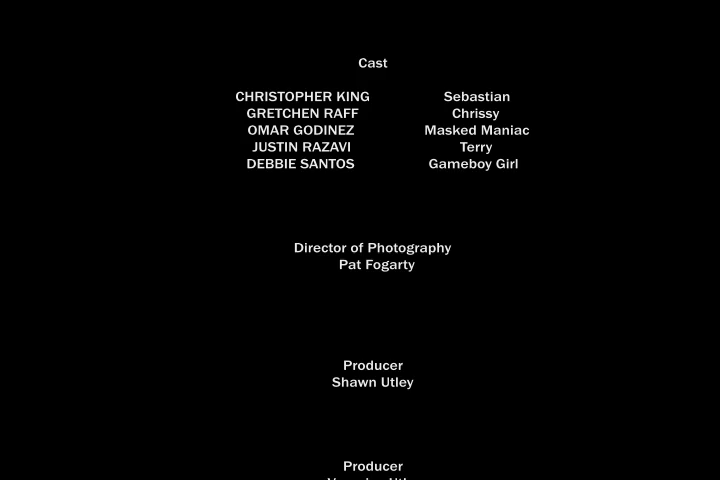 Cast
CHRISTOPHER KING Sebastian
GRETCHEN RAFF Chrissy
OMAR GODINEZ Masked Maniac
JUSTIN RAZAVI Terry
DEBBIE SANTOS Gameboy Girl
Director of Photography
Pat Fogarty
Producer
Shawn Utley
Producer